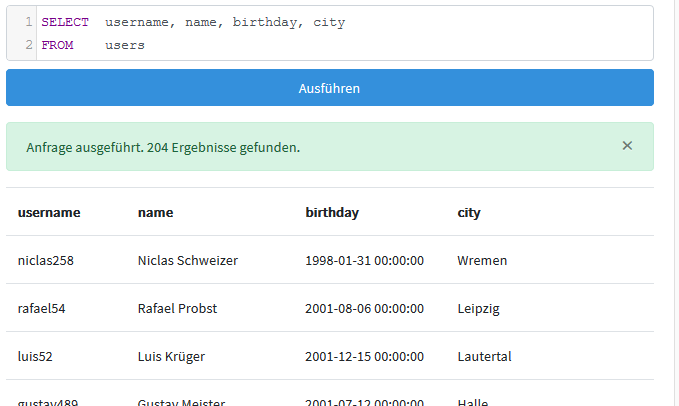 1 SELECT username, name, birthday, city
2 FROM users
Ausführen
Anfrage ausgeführt. 204 Ergebnisse gefunden. ×
username name birthday city
niclas258 Niclas Schweizer 1998-01-31 00:00:00 Wremen
rafael54 Rafael Probst 2001-08-06 00:00:00 Leipzig
luis52 Luis Krüger 2001-12-15 00:00:00 Lautertal
gustav489 Gustav Meister 2001-07-12 00:00:00 Halle